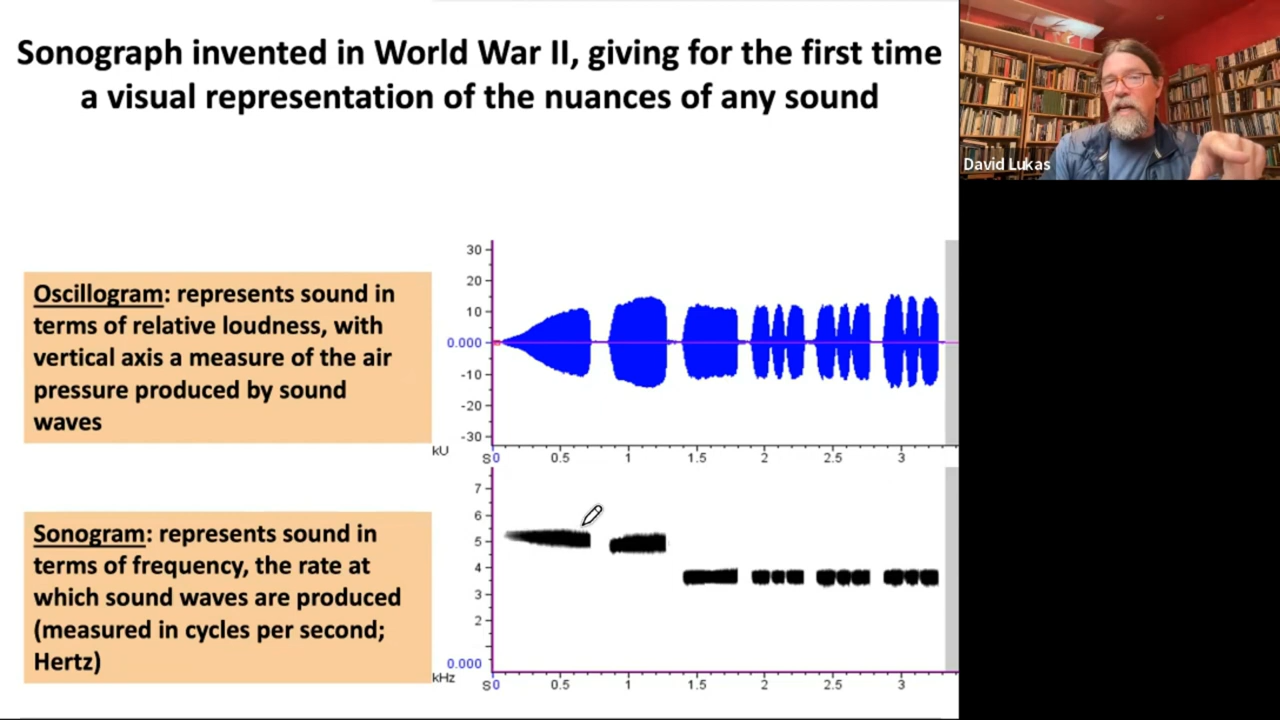 Sonograph invented in World War II, giving for the first time
a visual representation of the nuances of any sound
David Lukas
Oscillogram: represents sound in
terms of relative loudness, with
vertical axis a measure of the air
pressure produced by sound
waves
30
20
10
0.000
-10
-20
-30
kU
S0 0.5 1 1.5 2 2.5 3
Sonogram: represents sound in
terms of frequency, the rate at
which sound waves are produced
(measured in cycles per second;
Hertz)
7
6
5
4
3
2
0.000
kHz
S0 0.5 1 1.5 2 2.5 3